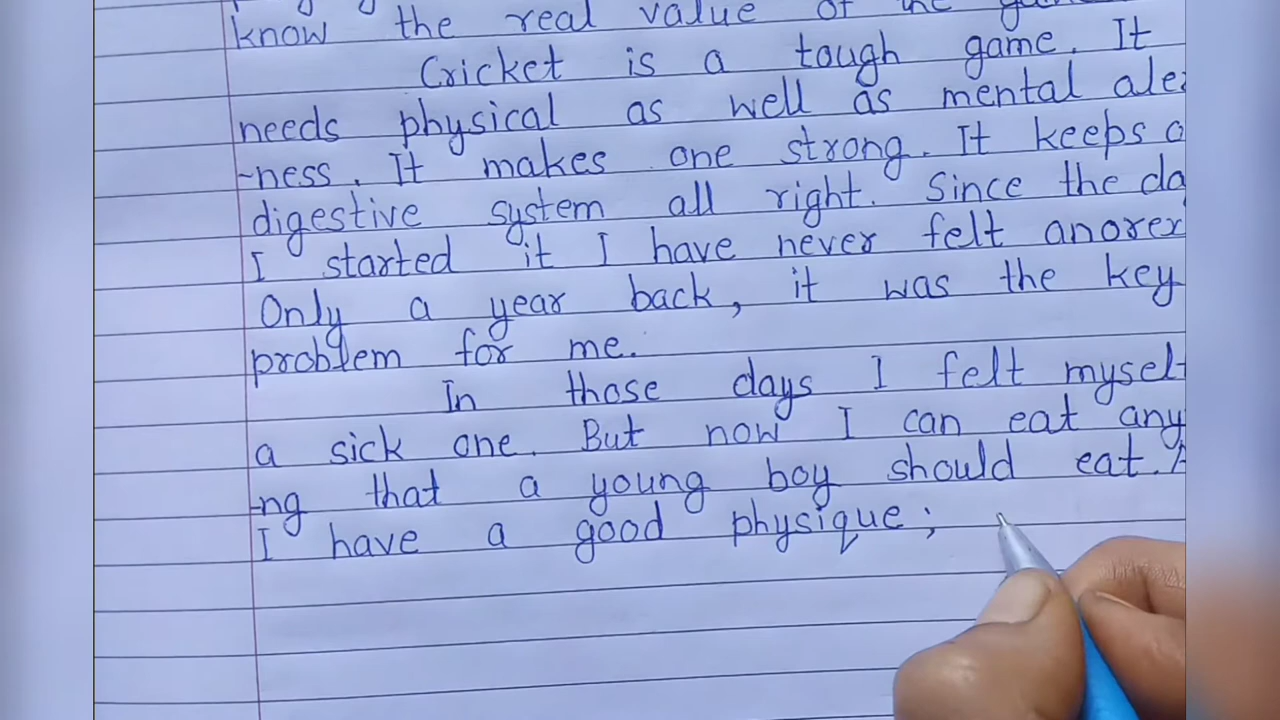 know the real value of the
Cricket is a tough game. It
needs physical as well as mental
-ness. It makes one strong. It keeps
digestive system all right. Since the
I started it I have never felt
Only a year back, it was the key
problem for me.
In those days I felt
a sick one. But now I can eat any
-ng that a young boy should eat.
I have a good physique;